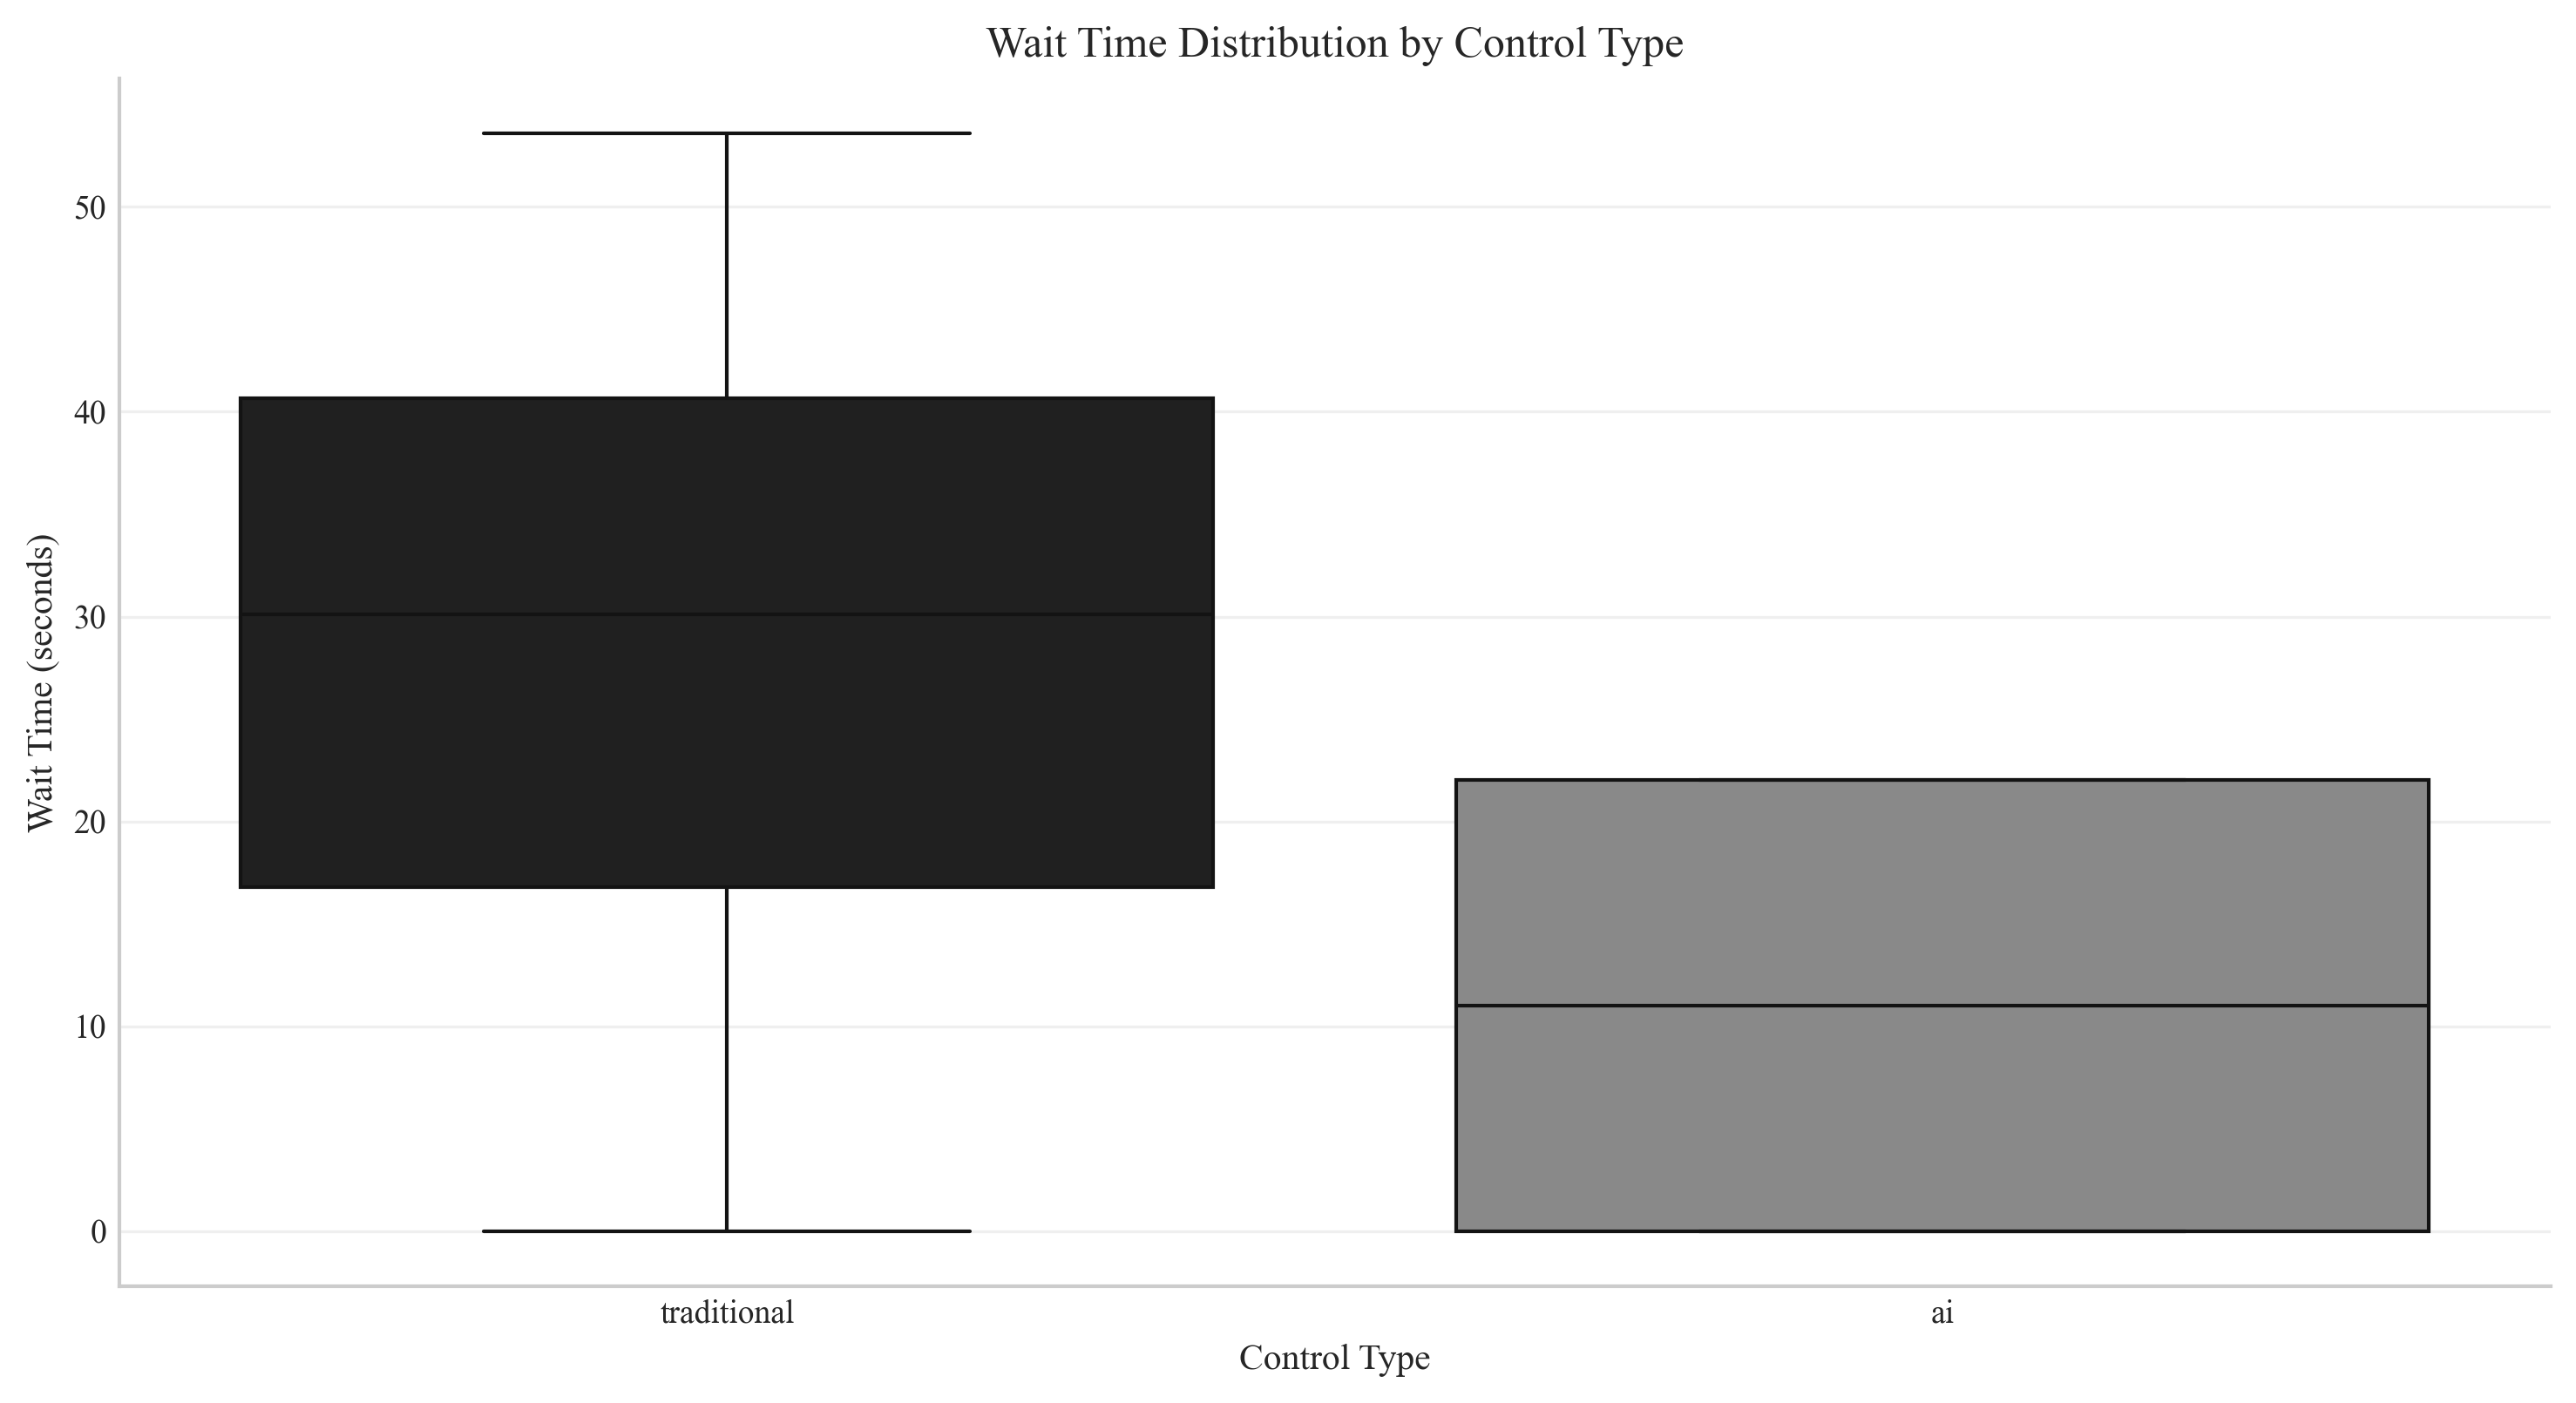 Wait Time Distribution by Control Type
Wait Time (seconds)
50
40
30
20
10
0
traditional
ai
Control Type